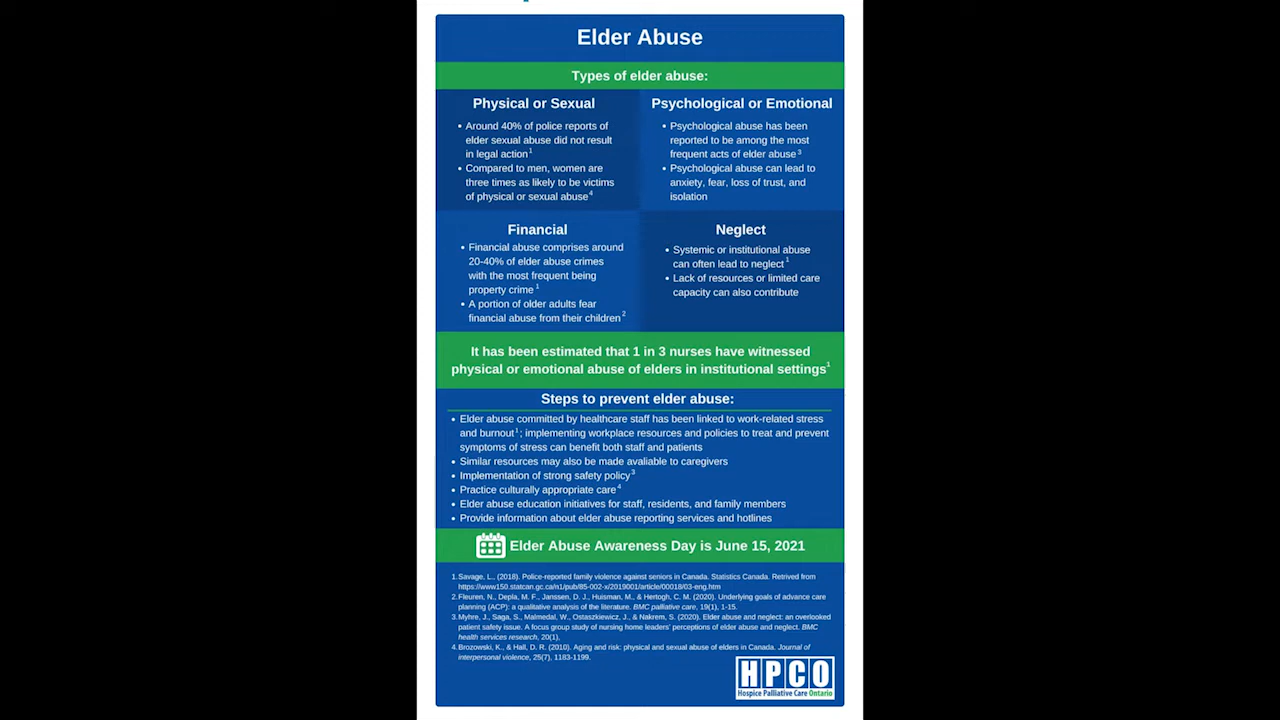 Elder Abuse
Types of elder abuse:
Physical or Sexual
• Around 40% of police reports of
elder sexual abuse did not result
in legal action1
• Compared to men, women are
three times as likely to be victims
of physical or sexual abuse4
Psychological or Emotional
• Psychological abuse has been
reported to be among the most
frequent acts of elder abuse3
• Psychological abuse can lead to
anxiety, fear, loss of trust, and
isolation
Financial
• Financial abuse comprises around
20-40% of elder abuse crimes
with the most frequent being
property crime1
• A portion of older adults fear
financial abuse from their children2
Neglect
• Systemic or institutional abuse
can often lead to neglect1
• Lack of resources or limited care
capacity can also contribute
It has been estimated that 1 in 3 nurses have witnessed
physical or emotional abuse of elders in institutional settings1
Steps to prevent elder abuse:
• Elder abuse committed by healthcare staff has been linked to work-related stress
and burnout1; implementing workplace resources and policies to treat and prevent
symptoms of stress can benefit both staff and patients
• Similar resources may also be made avaliable to caregivers
• Implementation of strong safety policy3
• Practice culturally appropriate care4
• Elder abuse education initiatives for staff, residents, and family members
• Provide information about elder abuse reporting services and hotlines
Elder Abuse Awareness Day is June 15, 2021
1. Savage, L., (2018). Police-reported family violence against seniors in Canada. Statistics Canada. Retrived from
https://www150.statcan.gc.ca/n1/pub/85-002-x/2019001/article/00018/03-eng.htm
2. Fleuren, N., Depla, M. F., Janssen, D. J., Huisman, M., & Hertogh, C. M. (2020). Underlying goals of advance care
planning (ACP): a qualitative analysis of the literature. BMC palliative care, 19(1), 1-15.
3. Myhre, J., Saga, S., Malmedal, W., Ostaszkiewicz, J., & Nakrem, S. (2020). Elder abuse and neglect: an overlooked
patient safety issue. A focus group study of nursing home leaders' perceptions of elder abuse and neglect. BMC
health services research, 20(1),
4. Brozowski, K., & Hall, D. R. (2010). Aging and risk: physical and sexual abuse of elders in Canada. Journal of
interpersonal violence, 25(7), 1183-1199.
HPCO
Hospice Palliative Care Ontario